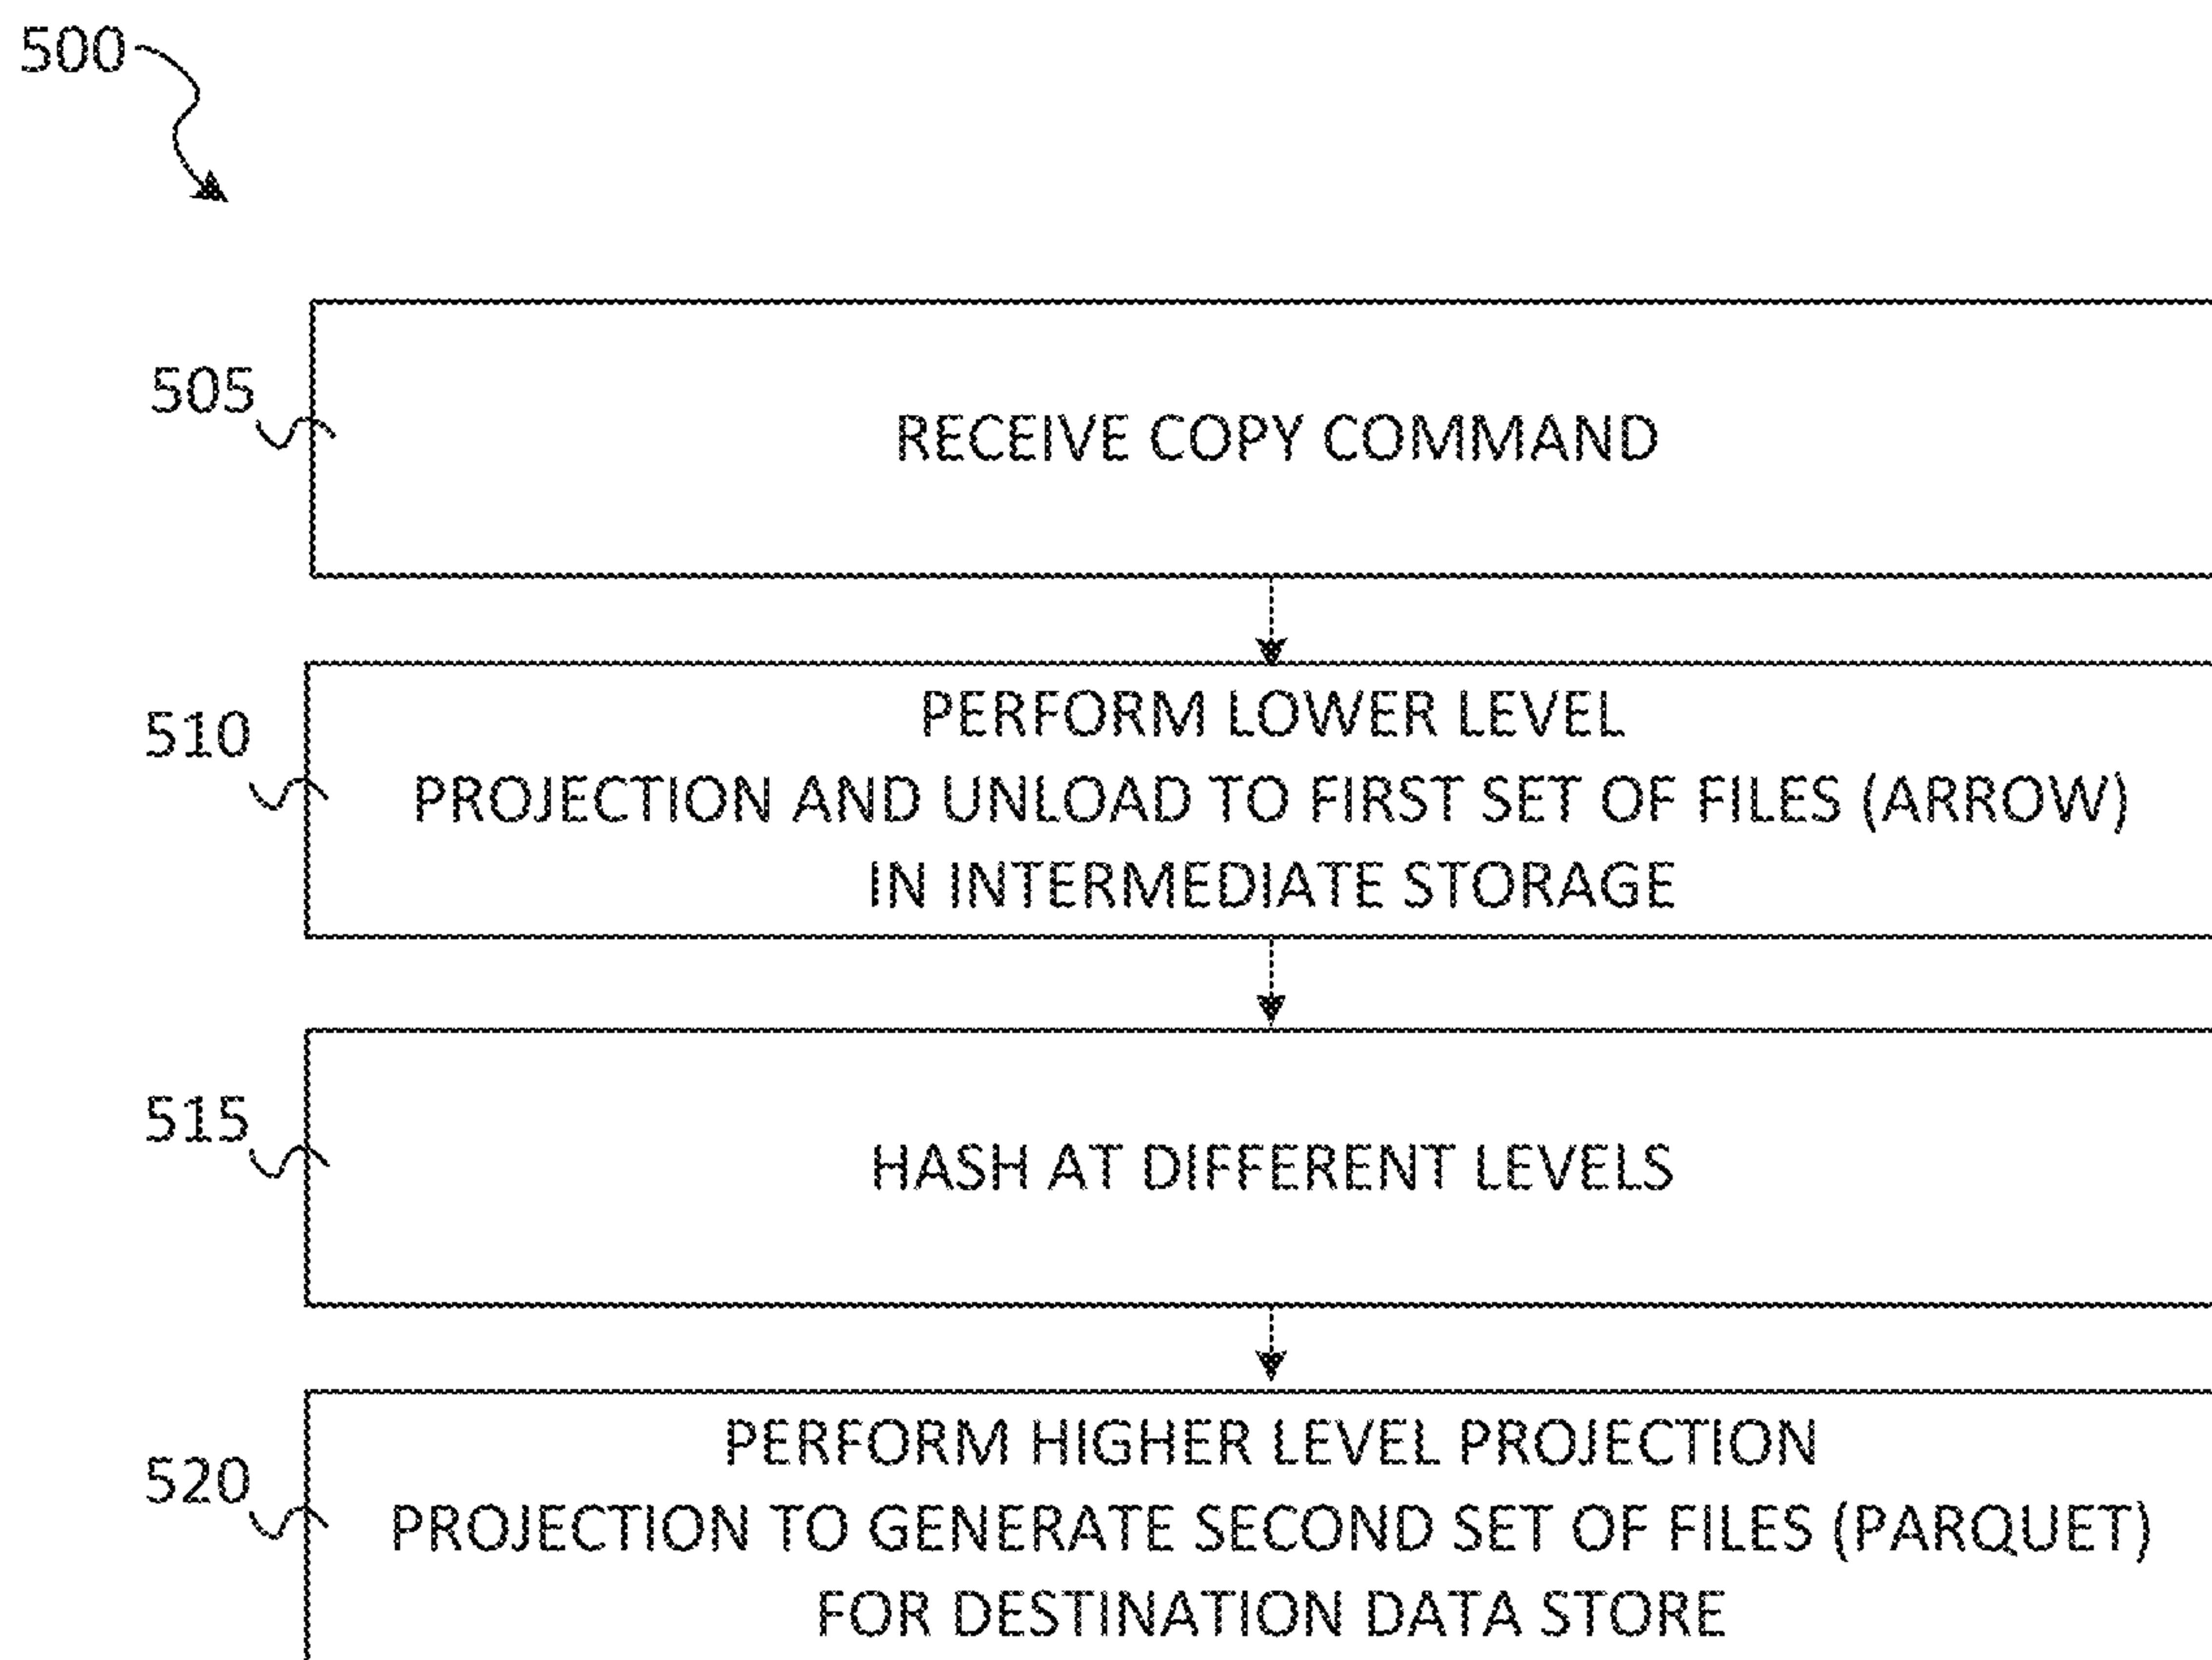 500
505
RECEIVE COPY COMMAND
510
PERFORM LOWER LEVEL
PROJECTION AND UNLOAD TO FIRST SET OF FILES (ARROW)
IN INTERMEDIATE STORAGE
515
HASH AT DIFFERENT LEVELS
520
PERFORM HIGHER LEVEL PROJECTION
PROJECTION TO GENERATE SECOND SET OF FILES (PARQUET)
FOR DESTINATION DATA STORE